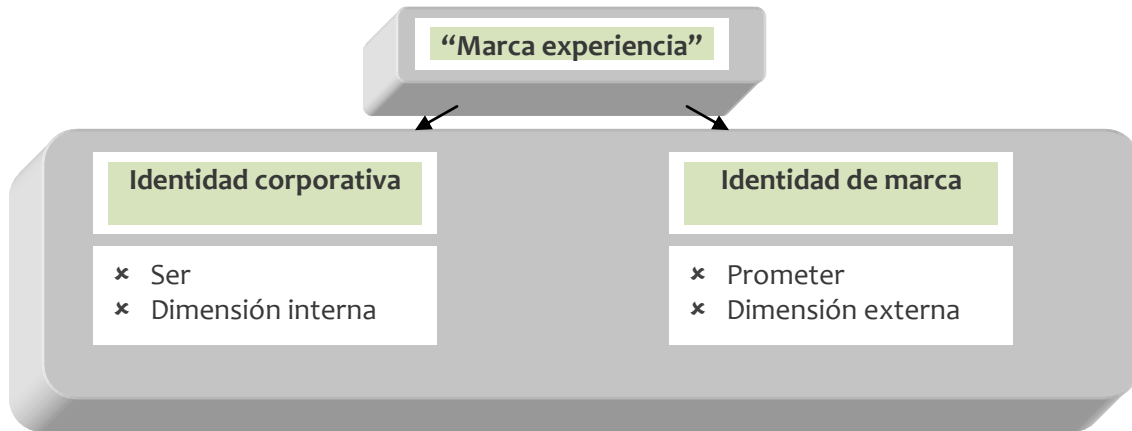 “Marca experiencia”
Identidad corporativa
Identidad de marca
× Ser
× Dimensión interna
× Prometer
× Dimensión externa